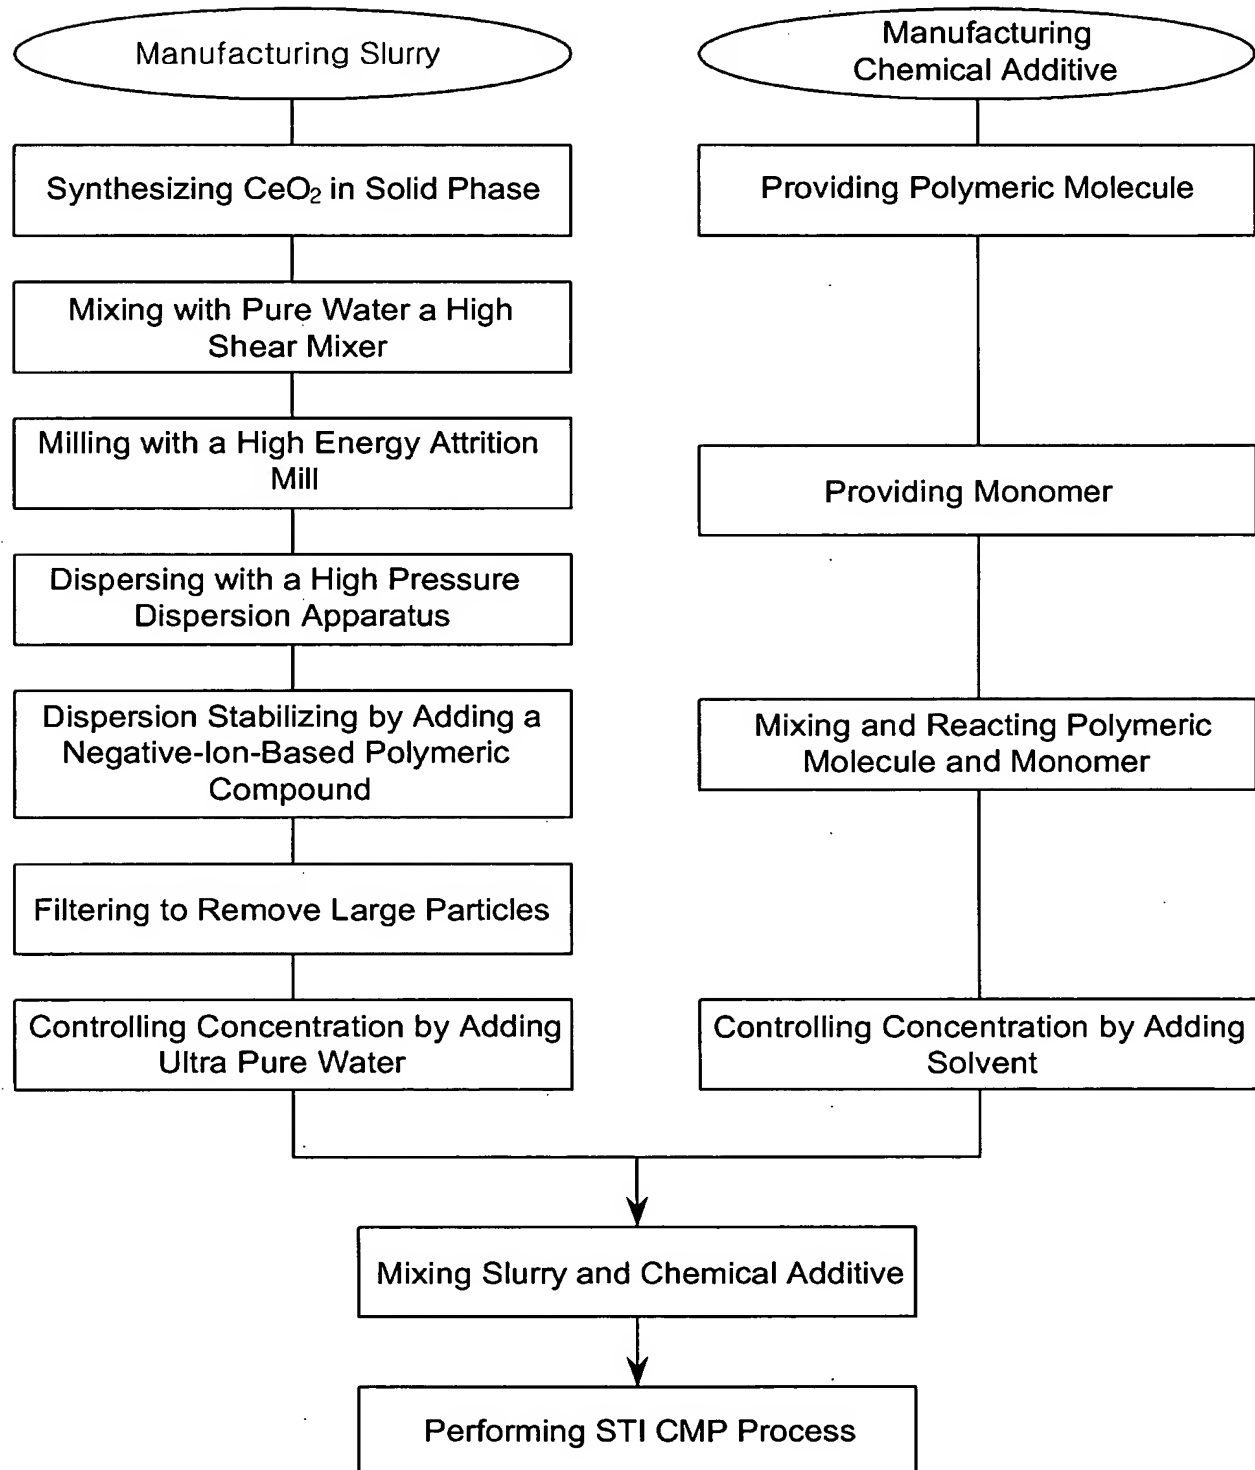 Manufacturing Slurry
Synthesizing CeO₂ in Solid Phase
Mixing with Pure Water a High
Shear Mixer
Milling with a High Energy Attrition
Mill
Dispersing with a High Pressure
Dispersion Apparatus
Dispersion Stabilizing by Adding a
Negative-Ion-Based Polymeric
Compound
Filtering to Remove Large Particles
Controlling Concentration by Adding
Ultra Pure Water
Manufacturing
Chemical Additive
Providing Polymeric Molecule
Providing Monomer
Mixing and Reacting Polymeric
Molecule and Monomer
Controlling Concentration by Adding
Solvent
Mixing Slurry and Chemical Additive
Performing STI CMP Process